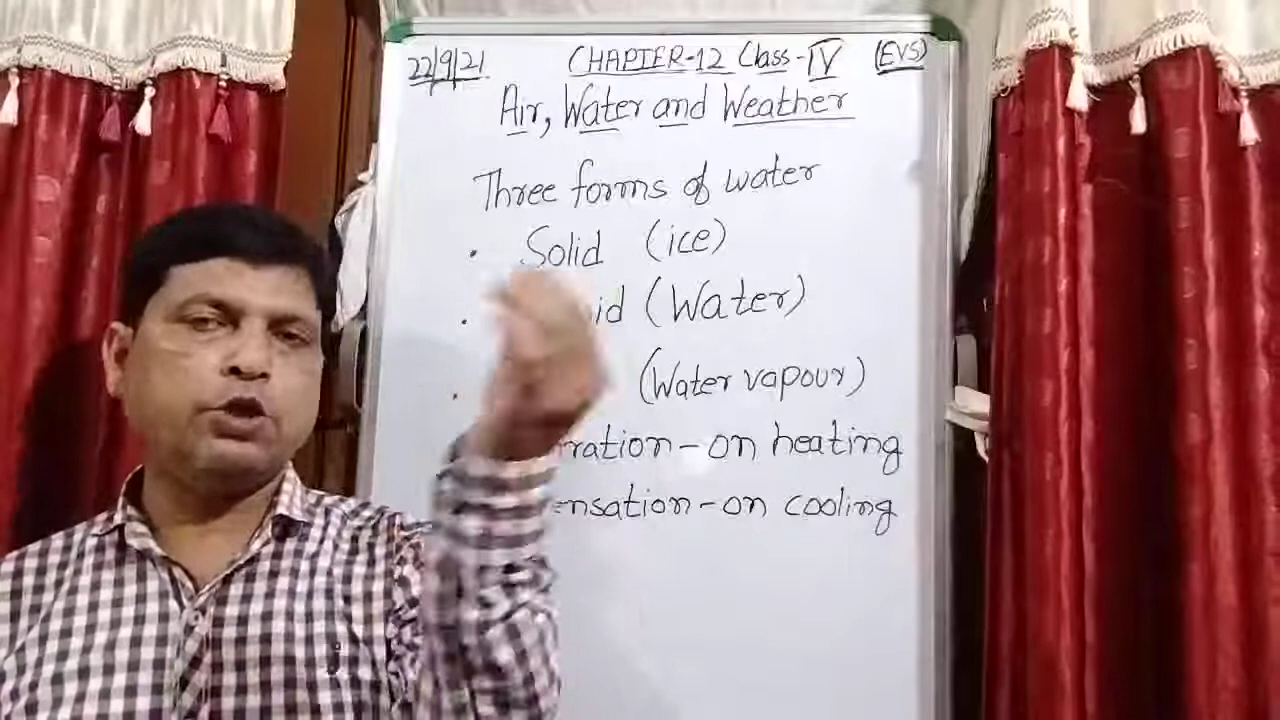 22/9/21 CHAPTER-12 Class-IV (EVS)
Air, Water and Weather
Three forms of water
• Solid (ice)
• id (Water)
• (Water vapour)
ration - on heating
ensation - on cooling